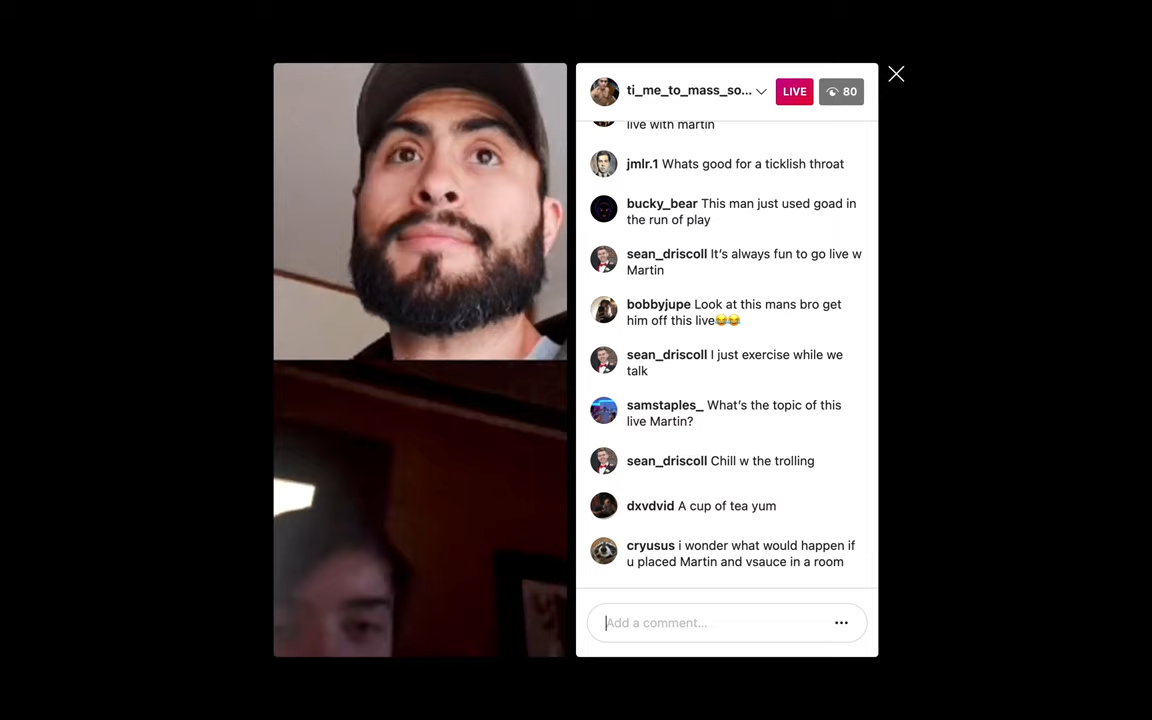 ti_me_to_mass_so...
LIVE
80
live with martin
jmlr.1 Whats good for a ticklish throat
bucky_bear This man just used goad in
the run of play
sean_driscoll It's always fun to go live w
Martin
bobbyjupe Look at this mans bro get
him off this live😂😂
sean_driscoll I just exercise while we
talk
samstaples_ What's the topic of this
live Martin?
sean_driscoll Chill w the trolling
dxvdvid A cup of tea yum
cryusus i wonder what would happen if
u placed Martin and vsauce in a room
Add a comment...